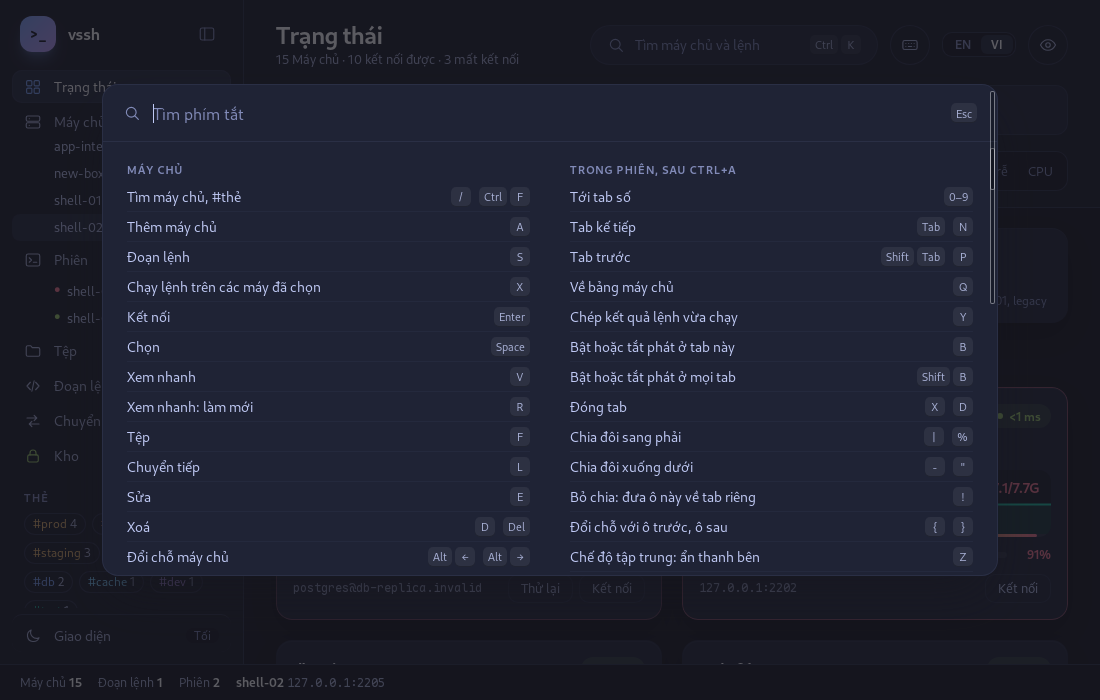 vssh
Trạng thái
15 Máy chủ · 10 kết nối được · 3 mất kết nối
Tìm máy chủ và lệnh
Ctrl K
EN VI
Trạng thái
Máy chủ
new-box
shell-01
shell-02
Phiên
Tệp
Chuyển
Kho
THẺ
#prod 4
#staging 3
#db 2 #cache 1 #dev 1
Giao diện Tối
Tìm phím tắt
Esc
MÁY CHỦ
Tìm máy chủ, #thẻ / Ctrl F
Thêm máy chủ A
Đoạn lệnh S
Chạy lệnh trên các máy đã chọn X
Kết nối Enter
Chọn Space
Xem nhanh V
Xem nhanh: làm mới R
Tệp F
Chuyển tiếp L
Sửa E
Xoá D Del
Đổi chỗ máy chủ Alt ← Alt →
TRONG PHIÊN, SAU CTRL+A
Tới tab số 0–9
Tab kế tiếp Tab N
Tab trước Shift Tab P
Về bảng máy chủ Q
Chép kết quả lệnh vừa chạy Y
Bật hoặc tắt phát ở tab này B
Bật hoặc tắt phát ở mọi tab Shift B
Đóng tab X D
Chia đôi sang phải | %
Chia đôi xuống dưới - "
Bỏ chia: đưa ô này về tab riêng !
Đổi chỗ với ô trước, ô sau { }
Chế độ tập trung: ẩn thanh bên Z
CPU
legacy
<1 ms
/7.7G
91%
postgres@db-replica.invalid Thử lại Kết nối
127.0.0.1:2202 Kết nối
Máy chủ 15 Đoạn lệnh 1 Phiên 2 shell-02 127.0.0.1:2205